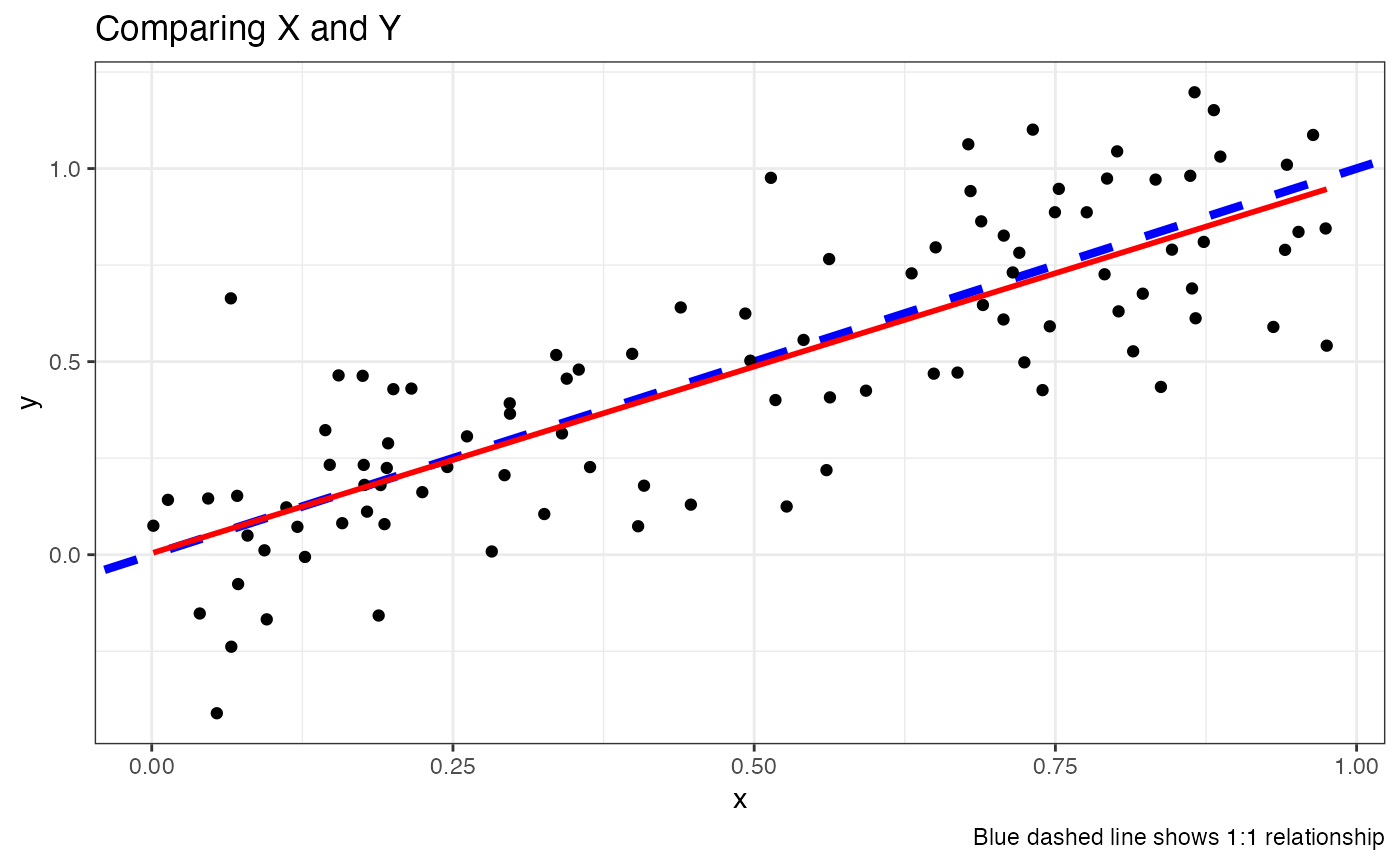 Comparing X and Y
1.0
0.5
0.0
y
0.00 0.25 0.50 0.75 1.00
x
Blue dashed line shows 1:1 relationship